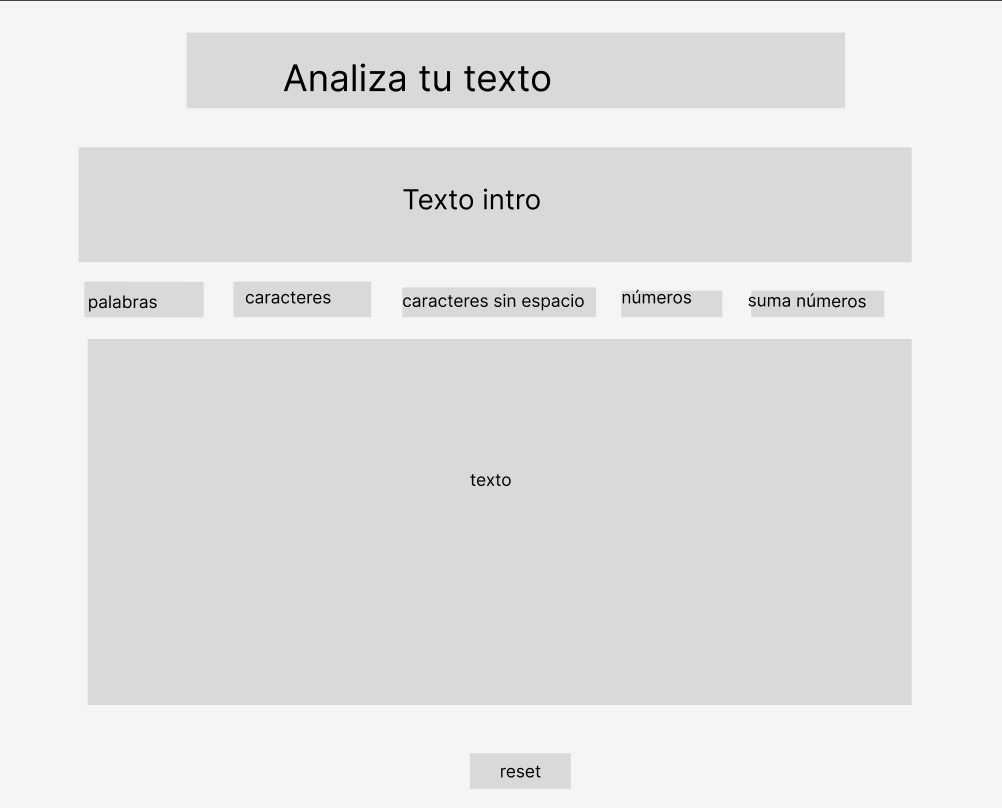 Analiza tu texto
Texto intro
palabras
caracteres
caracteres sin espacio
números
suma números
texto
reset